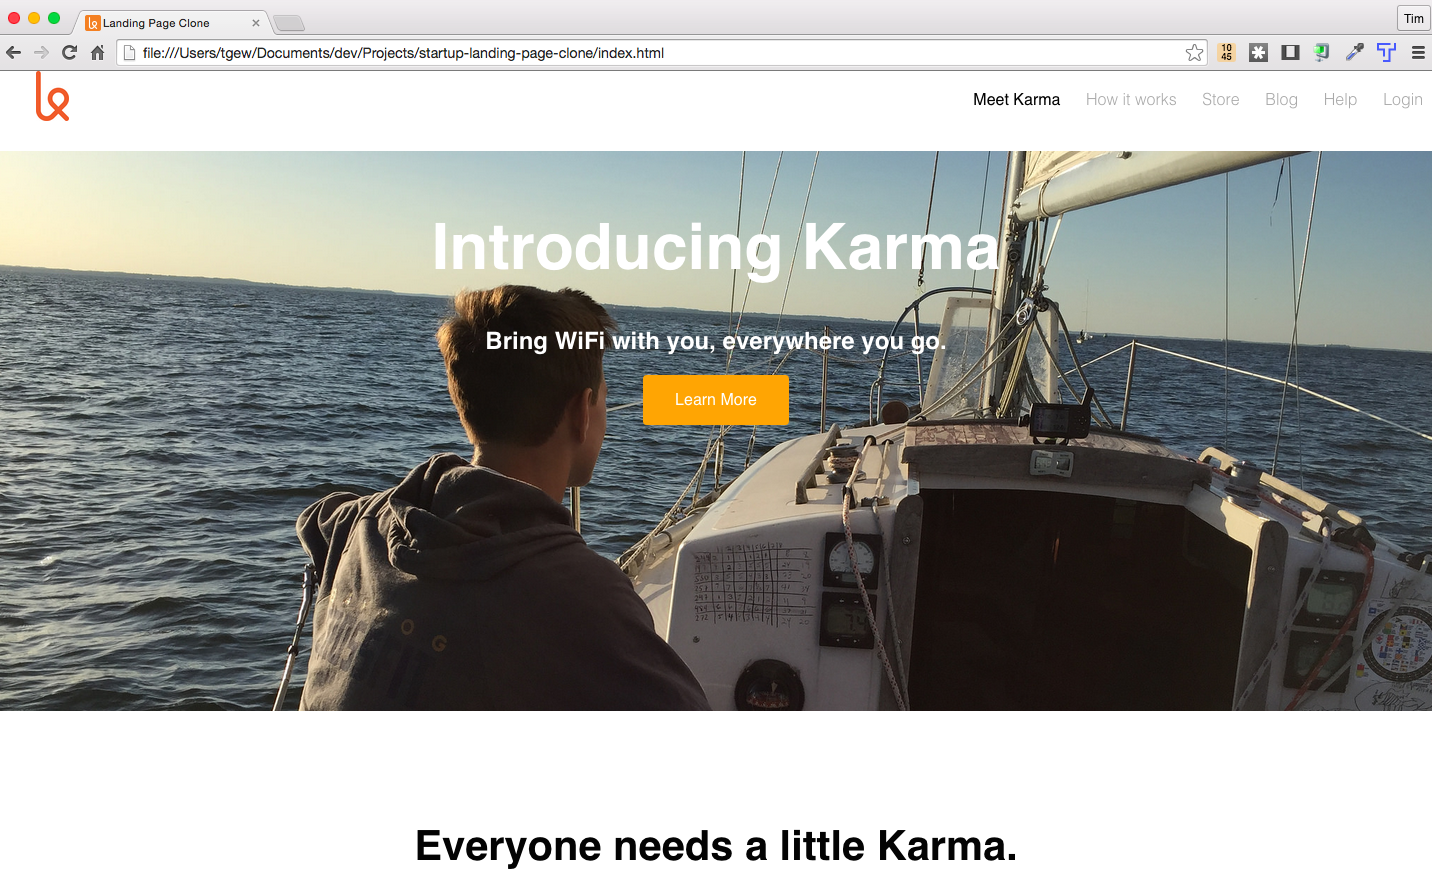 Landing Page Clone
Tim
file:///Users/tgew/Documents/dev/Projects/startup-landing-page-clone/index.html
10
45
Meet Karma How it works Store Blog Help Login
Introducing Karma
Bring WiFi with you, everywhere you go.
Learn More
O G
Everyone needs a little Karma.